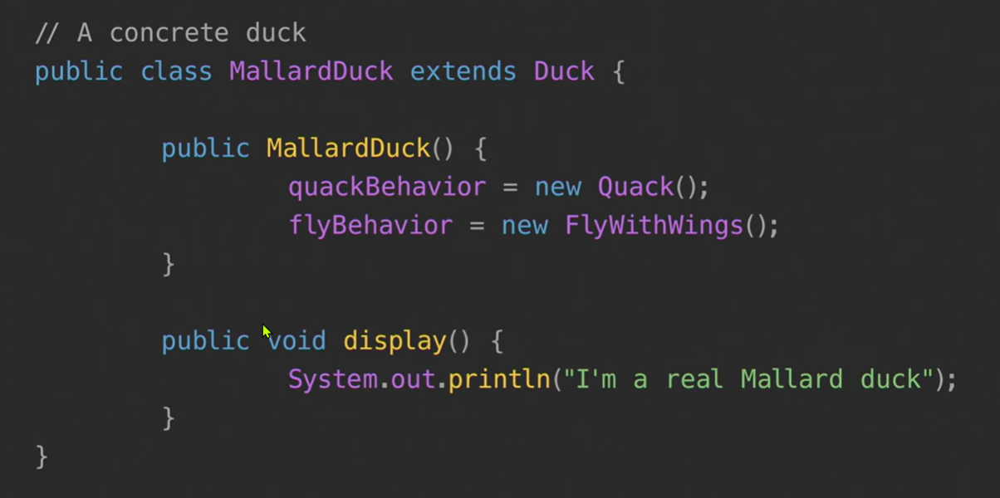 // A concrete duck
public class MallardDuck extends Duck {
public MallardDuck() {
quackBehavior = new Quack();
flyBehavior = new FlyWithWings();
}
public void display() {
System.out.println("I'm a real Mallard duck");
}
}